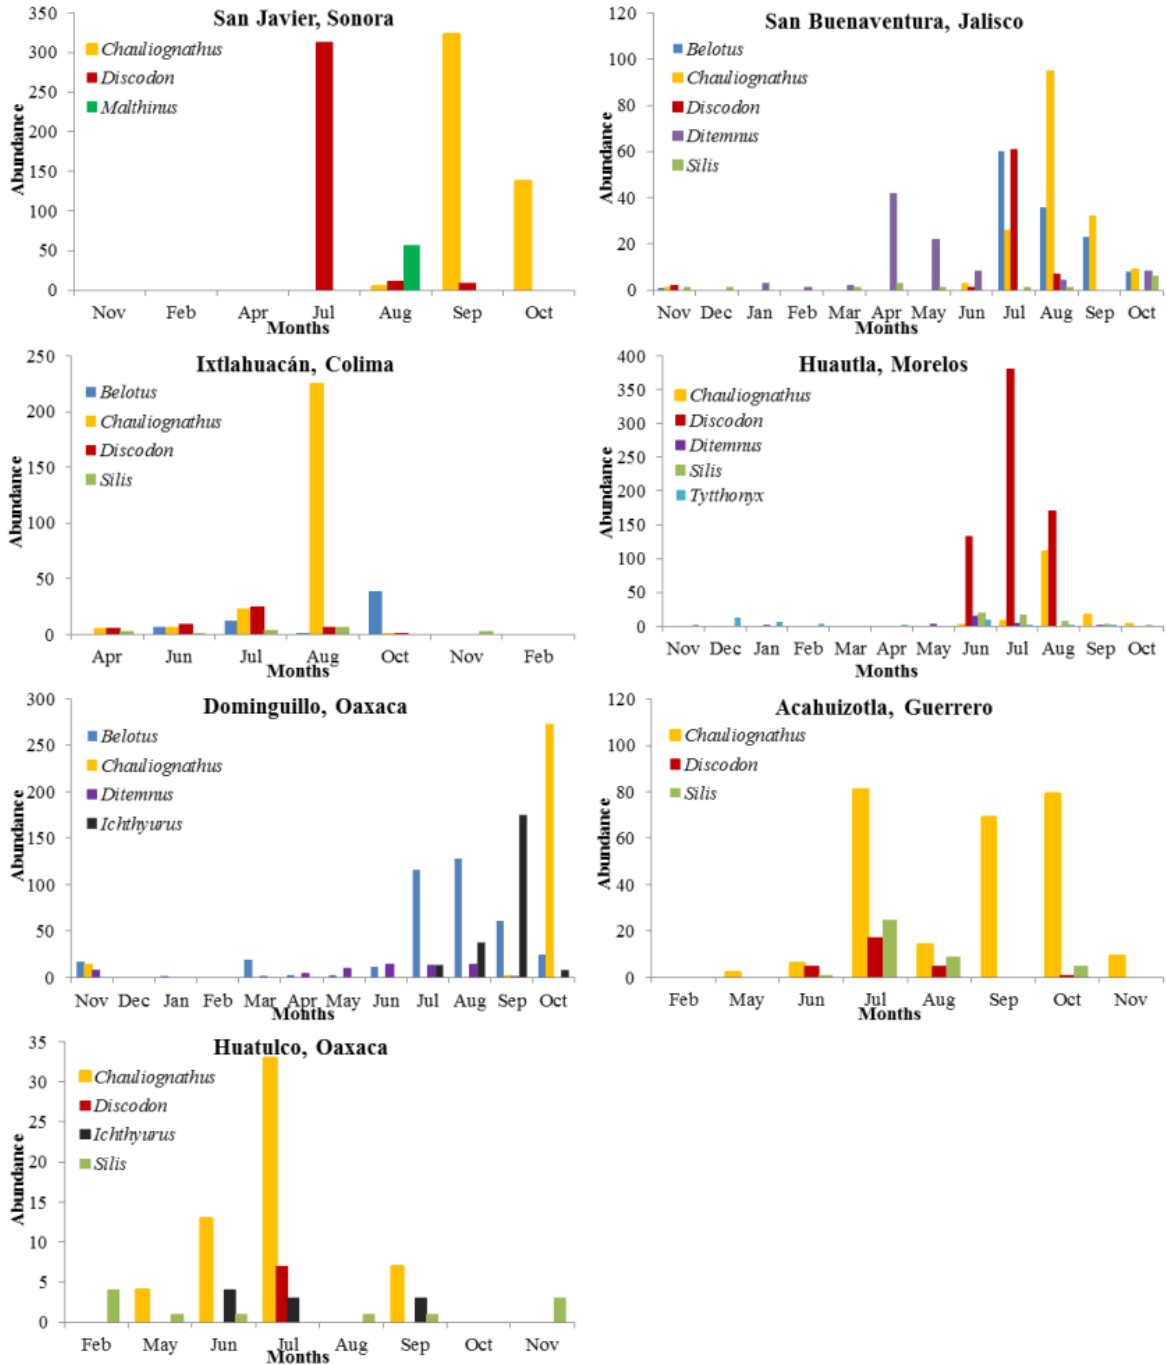 San Javier, Sonora
350
300
250
200
150
100
50
0
Abundance
Chauliognathus
Discodon
Malthinus
Nov Feb Apr Jul Aug Sep Oct
Months
San Buenaventura, Jalisco
120
100
80
60
40
20
0
Abundance
Belotus
Chauliognathus
Discodon
Ditemnus
Silis
Nov Dec Jan Feb Mar Apr May Jun Jul Aug Sep Oct
Months
Ixtlahuacán, Colima
250
200
150
100
50
0
Abundance
Belotus
Chauliognathus
Discodon
Silis
Apr Jun Jul Aug Oct Nov Feb
Months
Huautla, Morelos
400
350
300
250
200
150
100
50
0
Abundance
Chauliognathus
Discodon
Ditemnus
Silis
Tytthonyx
Nov Dec Jan Feb Mar Apr May Jun Jul Aug Sep Oct
Months
Dominguillo, Oaxaca
300
250
200
150
100
50
0
Abundance
Belotus
Chauliognathus
Ditemnus
Ichthyurus
Nov Dec Jan Feb Mar Apr May Jun Jul Aug Sep Oct
Months
Acahuizotla, Guerrero
120
100
80
60
40
20
0
Abundance
Chauliognathus
Discodon
Silis
Feb May Jun Jul Aug Sep Oct Nov
Months
Huatulco, Oaxaca
35
30
25
20
15
10
5
0
Abundance
Chauliognathus
Discodon
Ichthyurus
Silis
Feb May Jun Jul Aug Sep Oct Nov
Months